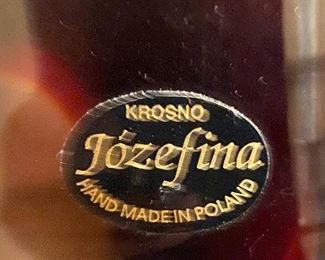 KROSNO
Józefina
HAND MADE IN POLAND